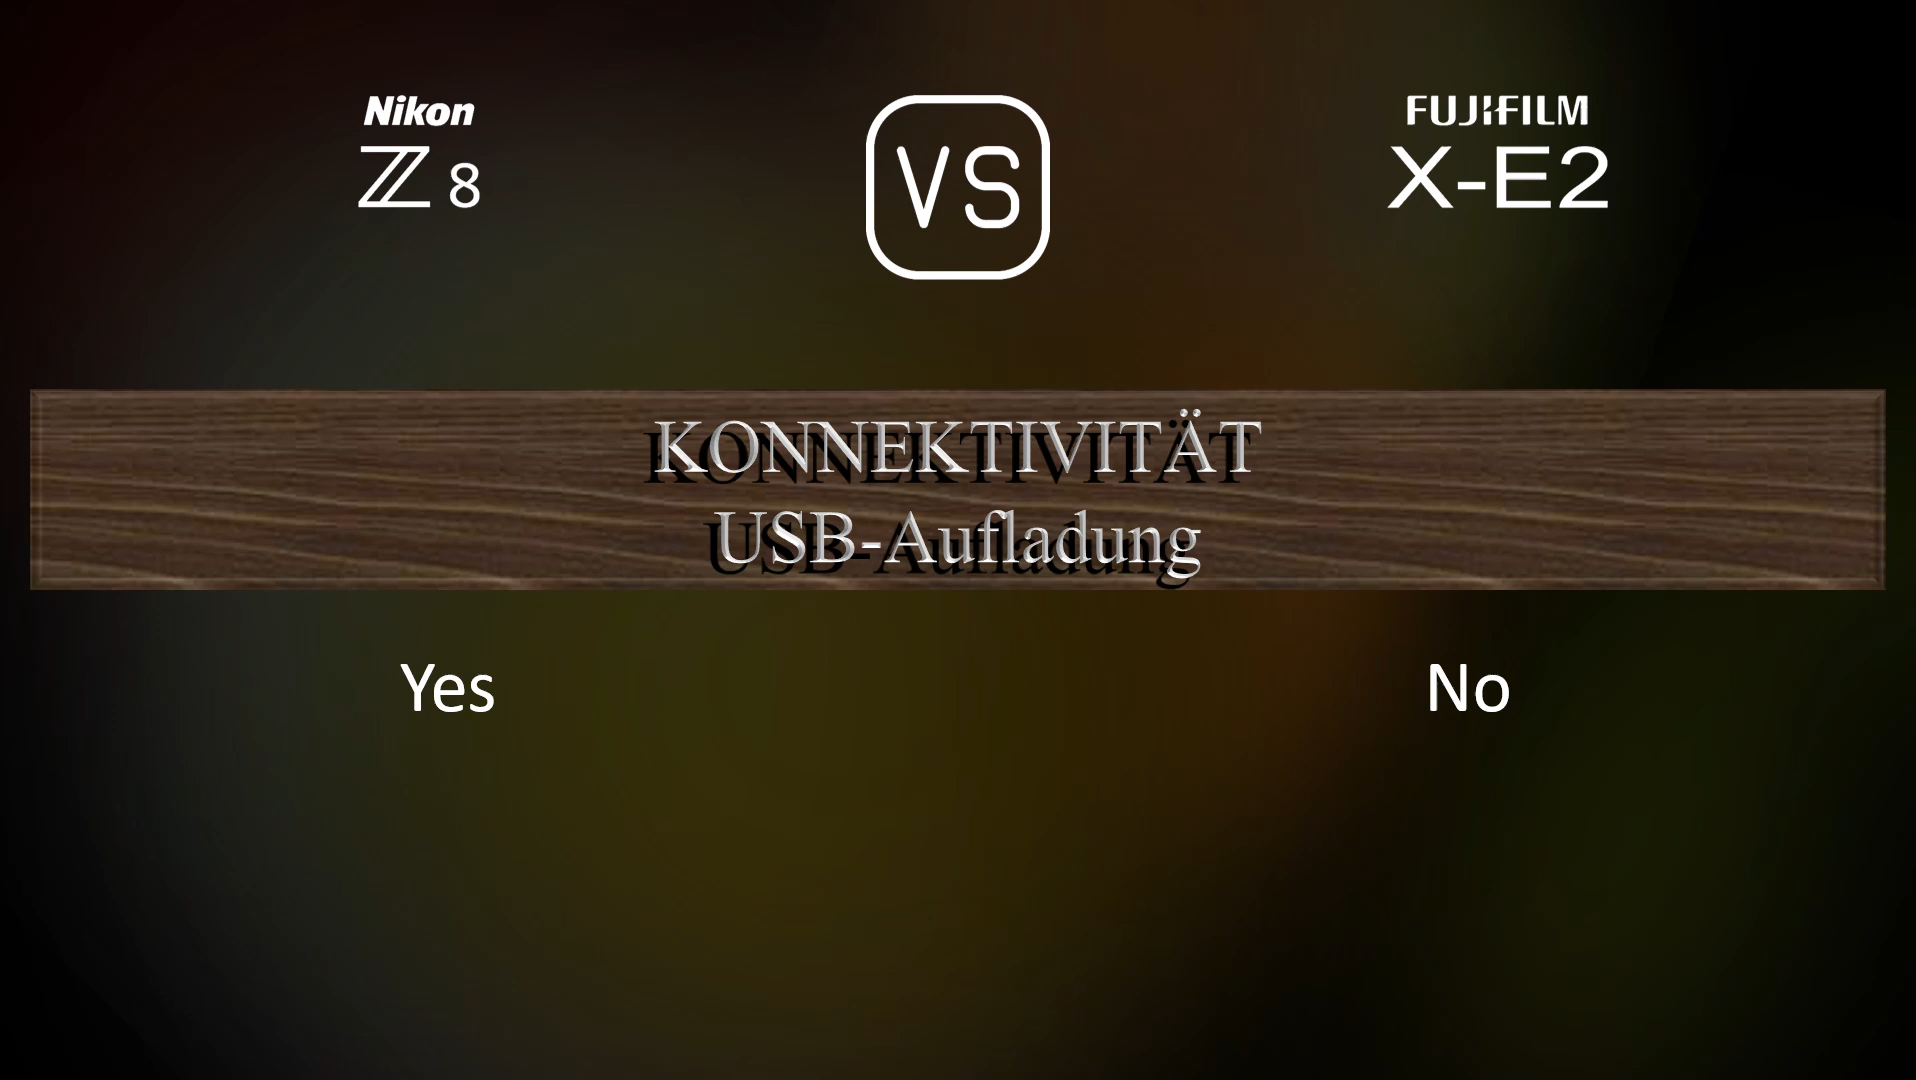 Nikon
Z 8
VS
FUJIFILM
X-E2
KONNEKTIVITÄT
USB-Aufladung
Yes
No